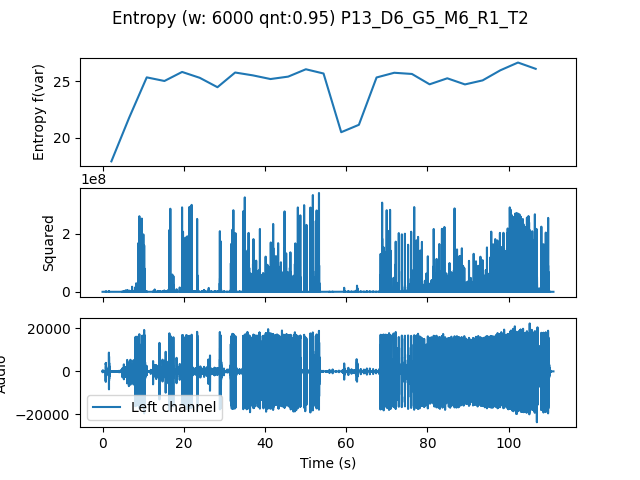 Entropy (w: 6000 qnt:0.95) P13_D6_G5_M6_R1_T2
Entropy f(var)
25
20
1e8
Squared
2
0
Audio
20000
0
−20000
Left channel
0 20 40 60 80 100
Time (s)